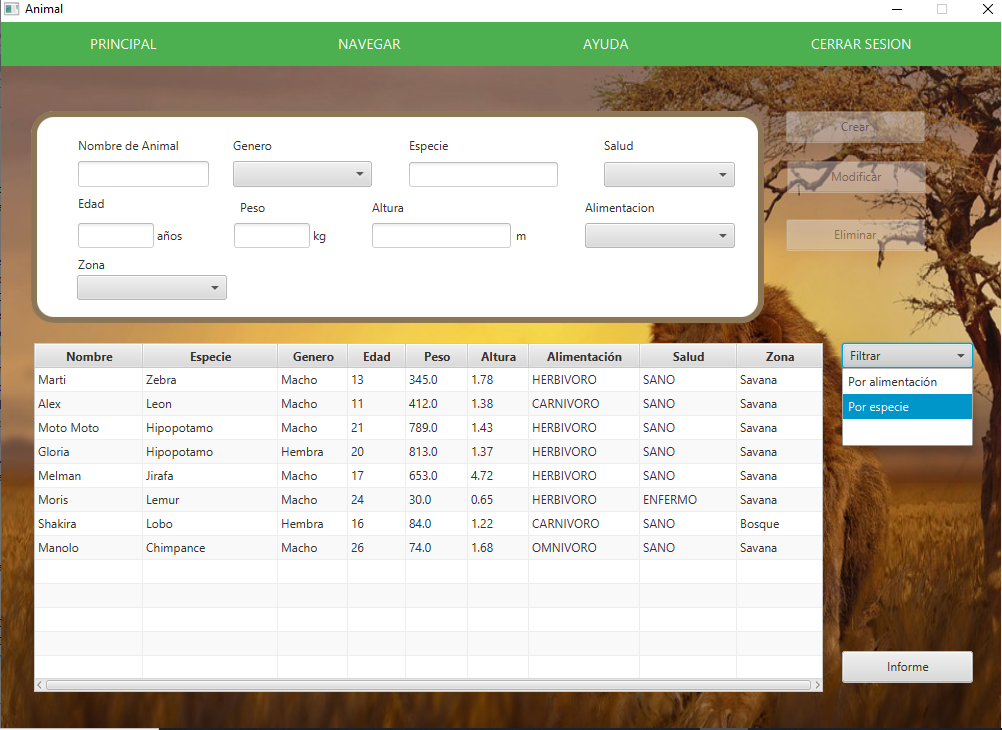 Animal
PRINCIPAL NAVEGAR AYUDA CERRAR SESION
Nombre de Animal Genero Especie Salud
Edad Peso Altura Alimentacion
años kg m
Zona
Crear
Modificar
Eliminar
Nombre Especie Genero Edad Peso Altura Alimentación Salud Zona
Marti Zebra Macho 13 345.0 1.78 HERBIVORO SANO Savana
Alex Leon Macho 11 412.0 1.38 CARNIVORO SANO Savana
Moto Moto Hipopotamo Macho 21 789.0 1.43 HERBIVORO SANO Savana
Gloria Hipopotamo Hembra 20 813.0 1.37 HERBIVORO SANO Savana
Melman Jirafa Macho 17 653.0 4.72 HERBIVORO SANO Savana
Moris Lemur Macho 24 30.0 0.65 HERBIVORO ENFERMO Savana
Shakira Lobo Hembra 16 84.0 1.22 CARNIVORO SANO Bosque
Manolo Chimpance Macho 26 74.0 1.68 OMNIVORO SANO Savana
Filtrar
Por alimentación
Por especie
Informe